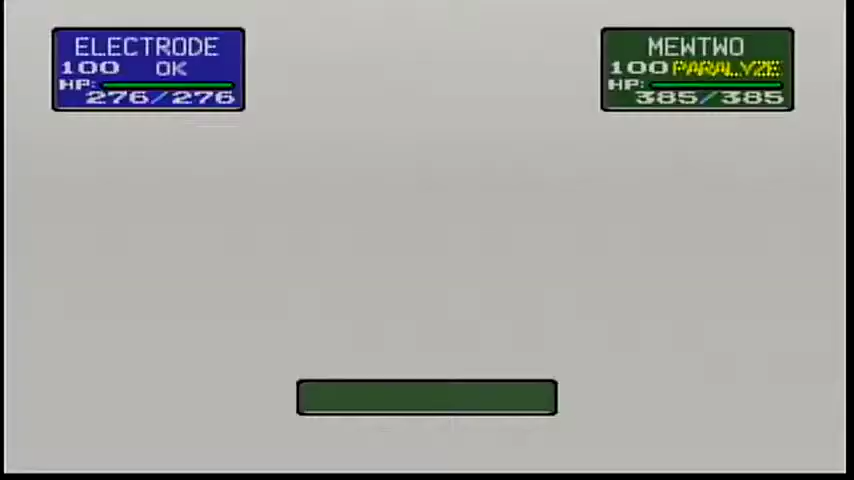 ELECTRODE
100 OK
HP:
276/276
MEWTWO
100 PARALYZE
HP:
385/385